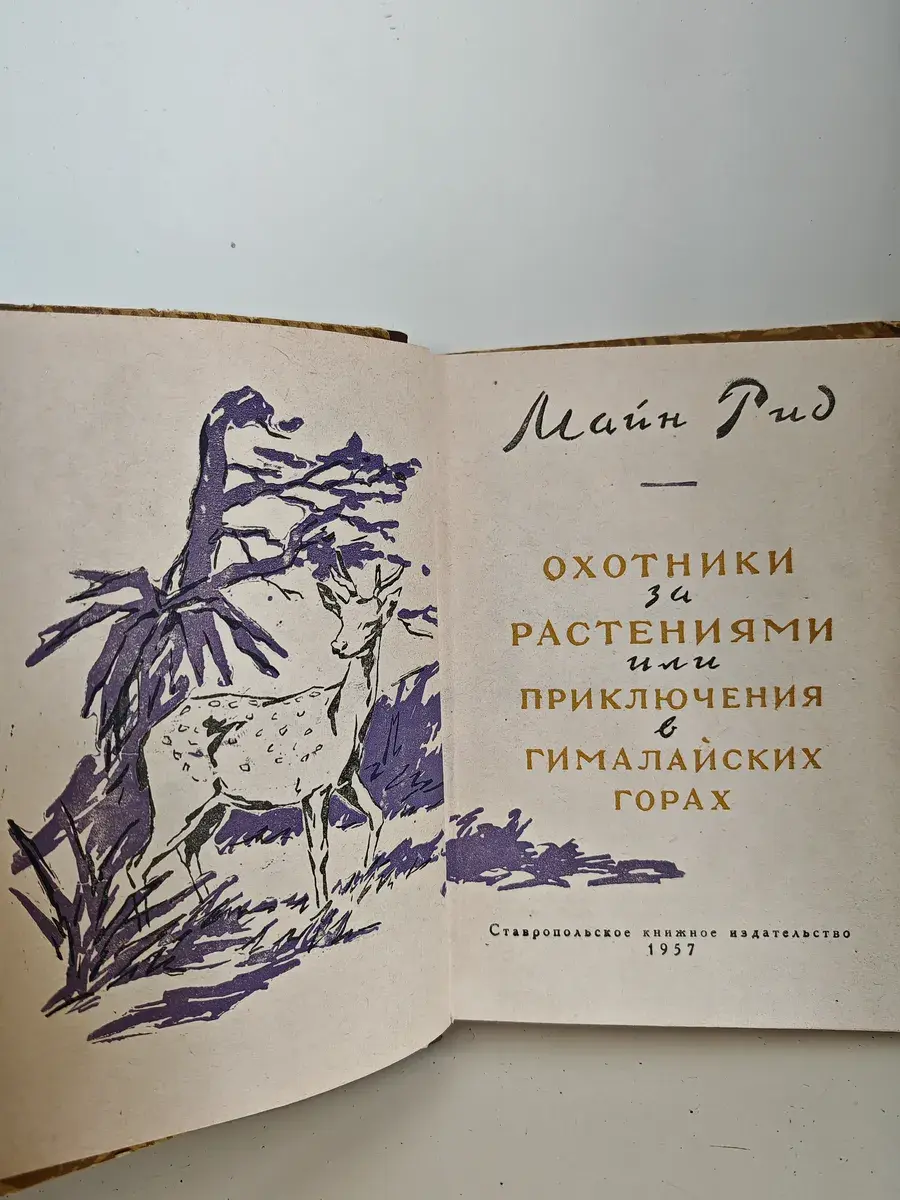 Майн Рид
ОХОТНИКИ
за
РАСТЕНИЯМИ
или
ПРИКЛЮЧЕНИЯ
в
ГИМАЛАЙСКИХ
ГОРАХ
Ставропольское книжное издательство
1957